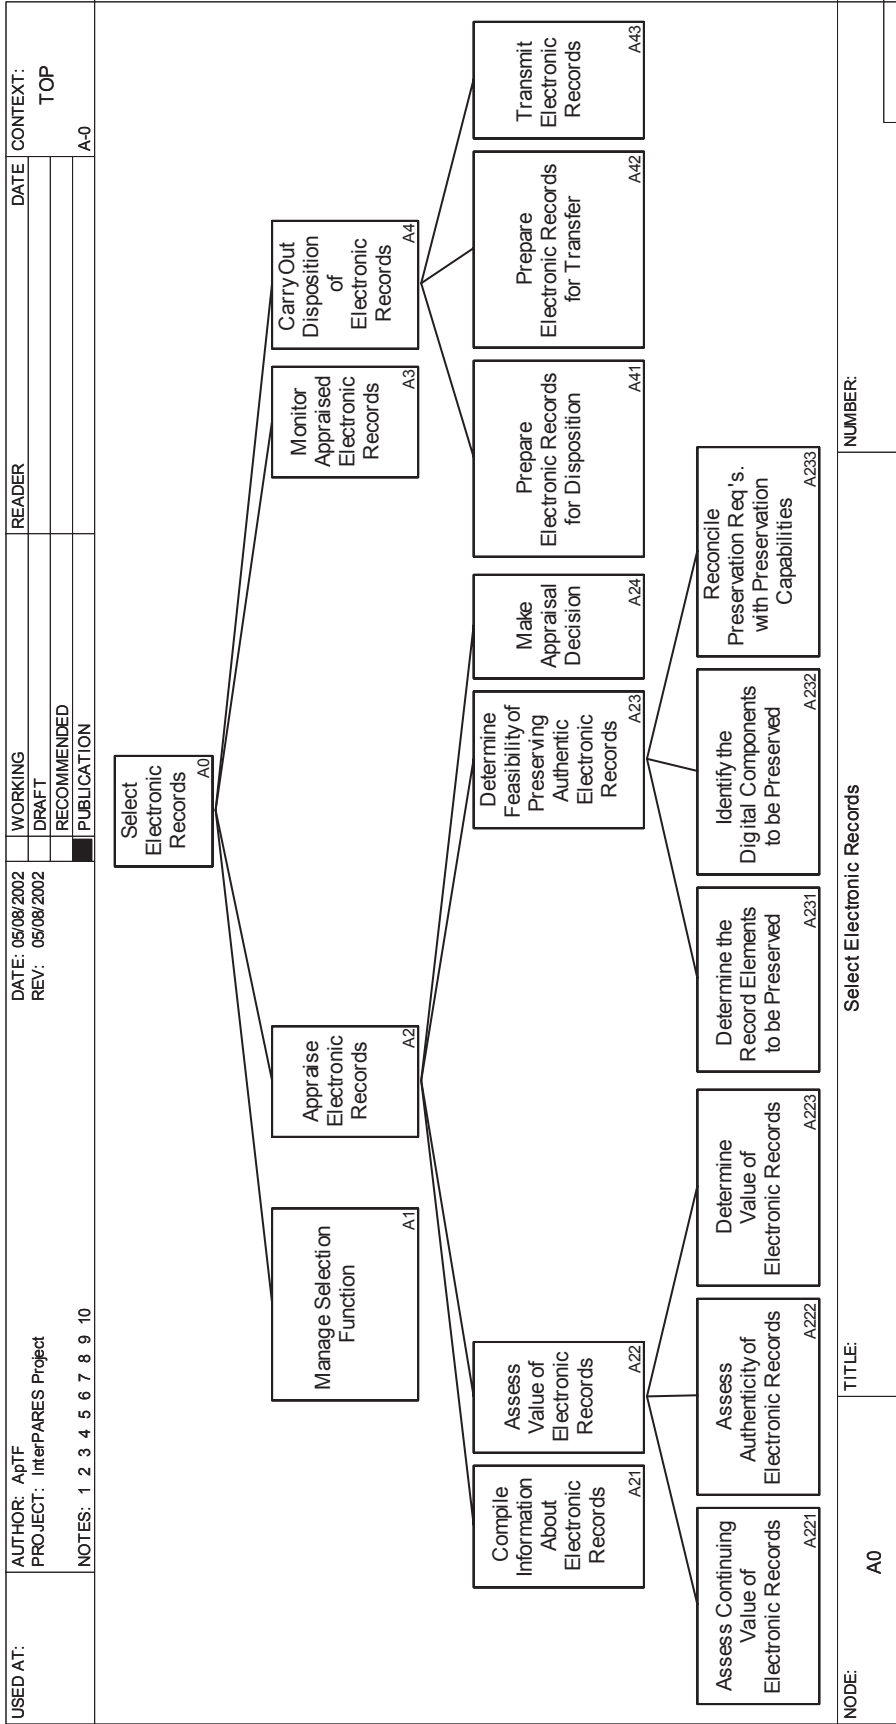 USED AT:
AUTHOR: ApTF
PROJECT: InterPARES Project
NOTES: 1 2 3 4 5 6 7 8 9 10
DATE: 05/08/2002
REV: 05/08/2002
WORKING
DRAFT
RECOMMENDED
PUBLICATION
READER
DATE
CONTEXT:
TOP
A-0
Select
Electronic
Records
A0
Manage Selection
Function
A1
Appraise
Electronic
Records
A2
Monitor
Appraised
Electronic
Records
A3
Carry Out
Disposition
of
Electronic
Records
A4
Compile
Information
About
Electronic
Records
A21
Assess
Value of
Electronic
Records
A22
Determine
Feasibility of
Preserving
Authentic
Electronic
Records
A23
Make
Appraisal
Decision
A24
Prepare
Electronic Records
for Disposition
A41
Prepare
Electronic Records
for Transfer
A42
Transmit
Electronic
Records
A43
Assess Continuing
Value of
Electronic Records
A221
Assess
Authenticity of
Electronic Records
A222
Determine
Value of
Electronic Records
A223
Determine the
Record Elements
to be Preserved
A231
Identify the
Digital Components
to be Preserved
A232
Reconcile
Preservation Req's.
with Preservation
Capabilities
A233
NODE:
A0
TITLE:
Select Electronic Records
NUMBER: